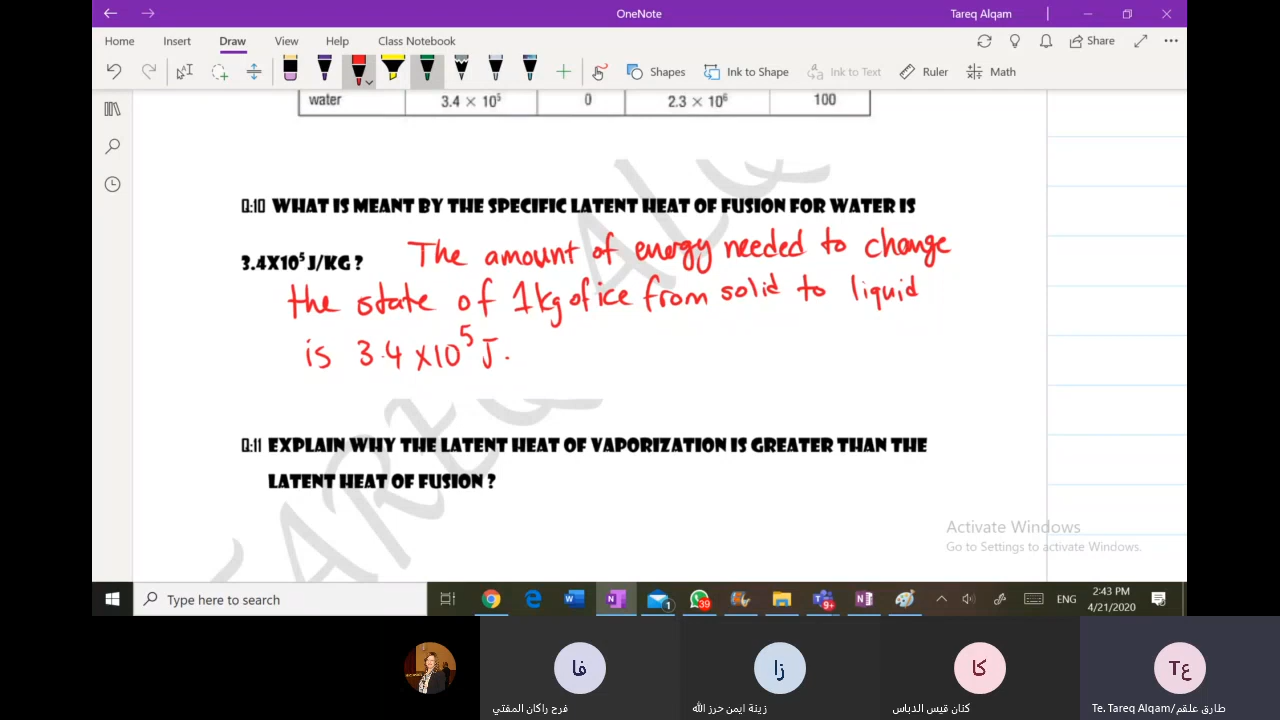 OneNote
Tareq Alqam
Home Insert Draw View Help Class Notebook
Share
Shapes Ink to Shape Ink to Text Ruler Math
water 3.4 × 10⁵ 0 2.3 × 10⁶ 100
Q:10 WHAT IS MEANT BY THE SPECIFIC LATENT HEAT OF FUSION FOR WATER IS
3.4X10⁵ J/KG ? The amount of energy needed to change
the state of 1kg of ice from solid to liquid
is 3.4 x10⁵ J.
Q:11 EXPLAIN WHY THE LATENT HEAT OF VAPORIZATION IS GREATER THAN THE
LATENT HEAT OF FUSION ?
TAREQ ALQ
Activate Windows
Go to Settings to activate Windows.
Type here to search
1
39
9+
ENG
2:43 PM
4/21/2020
فا
زا
كا
Tع
فرح راكان المفتي
زينة ايمن حرز الله
كنان قيس الدباس
Te. Tareq Alqam/طارق علقم